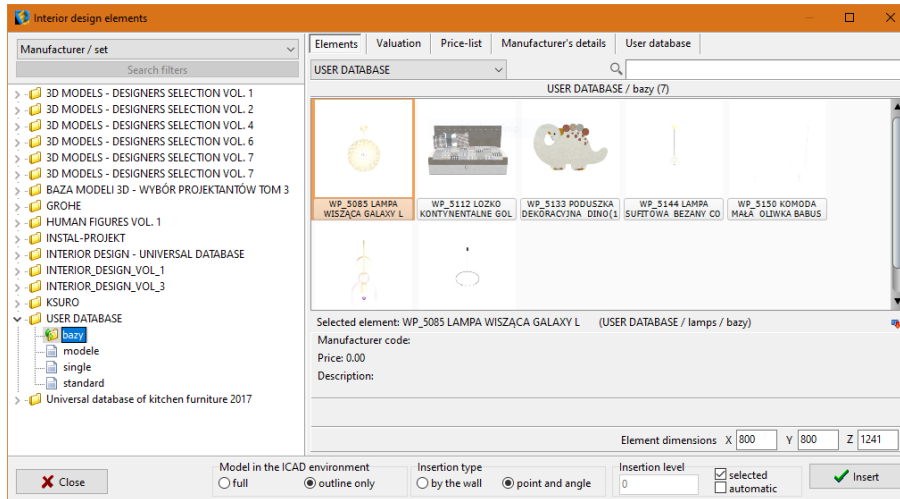 Interior design elements
Manufacturer / set
Search filters
3D MODELS - DESIGNERS SELECTION VOL. 1
3D MODELS - DESIGNERS SELECTION VOL. 2
3D MODELS - DESIGNERS SELECTION VOL. 4
3D MODELS - DESIGNERS SELECTION VOL. 6
3D MODELS - DESIGNERS SELECTION VOL. 7
3D MODELS - DESIGNERS SELECTION VOL. 7
BAZA MODELI 3D - WYBÓR PROJEKTANTÓW TOM 3
GROHE
HUMAN FIGURES VOL. 1
INSTAL-PROJEKT
INTERIOR DESIGN - UNIVERSAL DATABASE
INTERIOR_DESIGN_VOL_1
INTERIOR_DESIGN_VOL_3
KSURO
USER DATABASE
bazy
modele
single
standard
Universal database of kitchen furniture 2017
Elements Valuation Price-list Manufacturer's details User database
USER DATABASE
USER DATABASE / bazy (7)
WP_5085 LAMPA
WISZĄCA GALAXY L
WP_5112 LOZKO
KONTYNENTALNE GOL
WP_5133 PODUSZKA
DEKORACYJNA DINO(1
WP_5144 LAMPA
SUFITOWA BEZANY CO
WP_5150 KOMODA
MAŁA OLIWKA BABUS
Selected element: WP_5085 LAMPA WISZĄCA GALAXY L (USER DATABASE / lamps / bazy)
Manufacturer code:
Price: 0.00
Description:
Element dimensions X 800 Y 800 Z 1241
Close
Model in the ICAD environment
full outline only
Insertion type
by the wall point and angle
Insertion level
0
selected
automatic
Insert